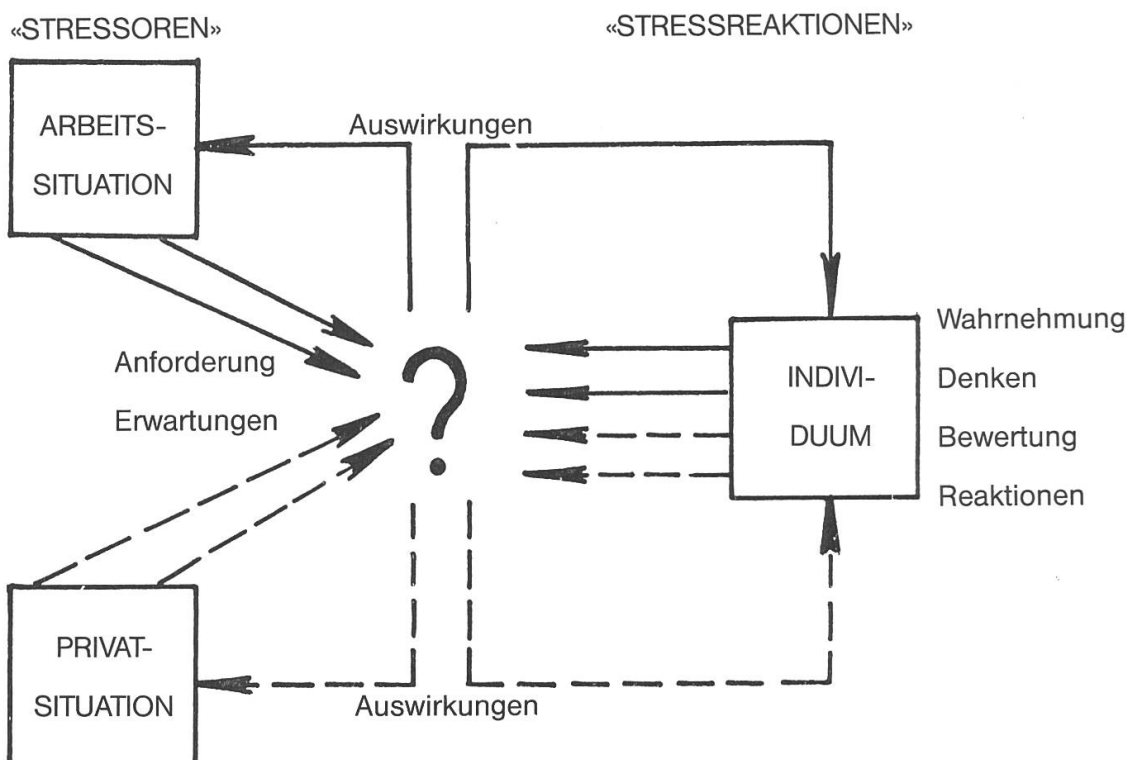 «STRESSOREN»
«STRESSREAKTIONEN»
ARBEITS-
SITUATION
Auswirkungen
Anforderung
Erwartungen
?
INDIVI-
DUUM
Wahrnehmung
Denken
Bewertung
Reaktionen
PRIVAT-
SITUATION
Auswirkungen